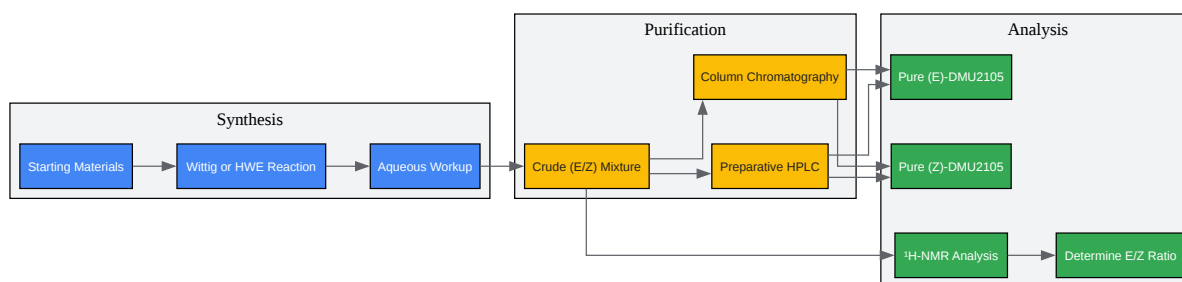 Synthesis
Starting Materials
Wittig or HWE Reaction
Aqueous Workup
Purification
Crude (E/Z) Mixture
Column Chromatography
Preparative HPLC
Analysis
Pure (E)-DMU2105
Pure (Z)-DMU2105
¹H-NMR Analysis
Determine E/Z Ratio